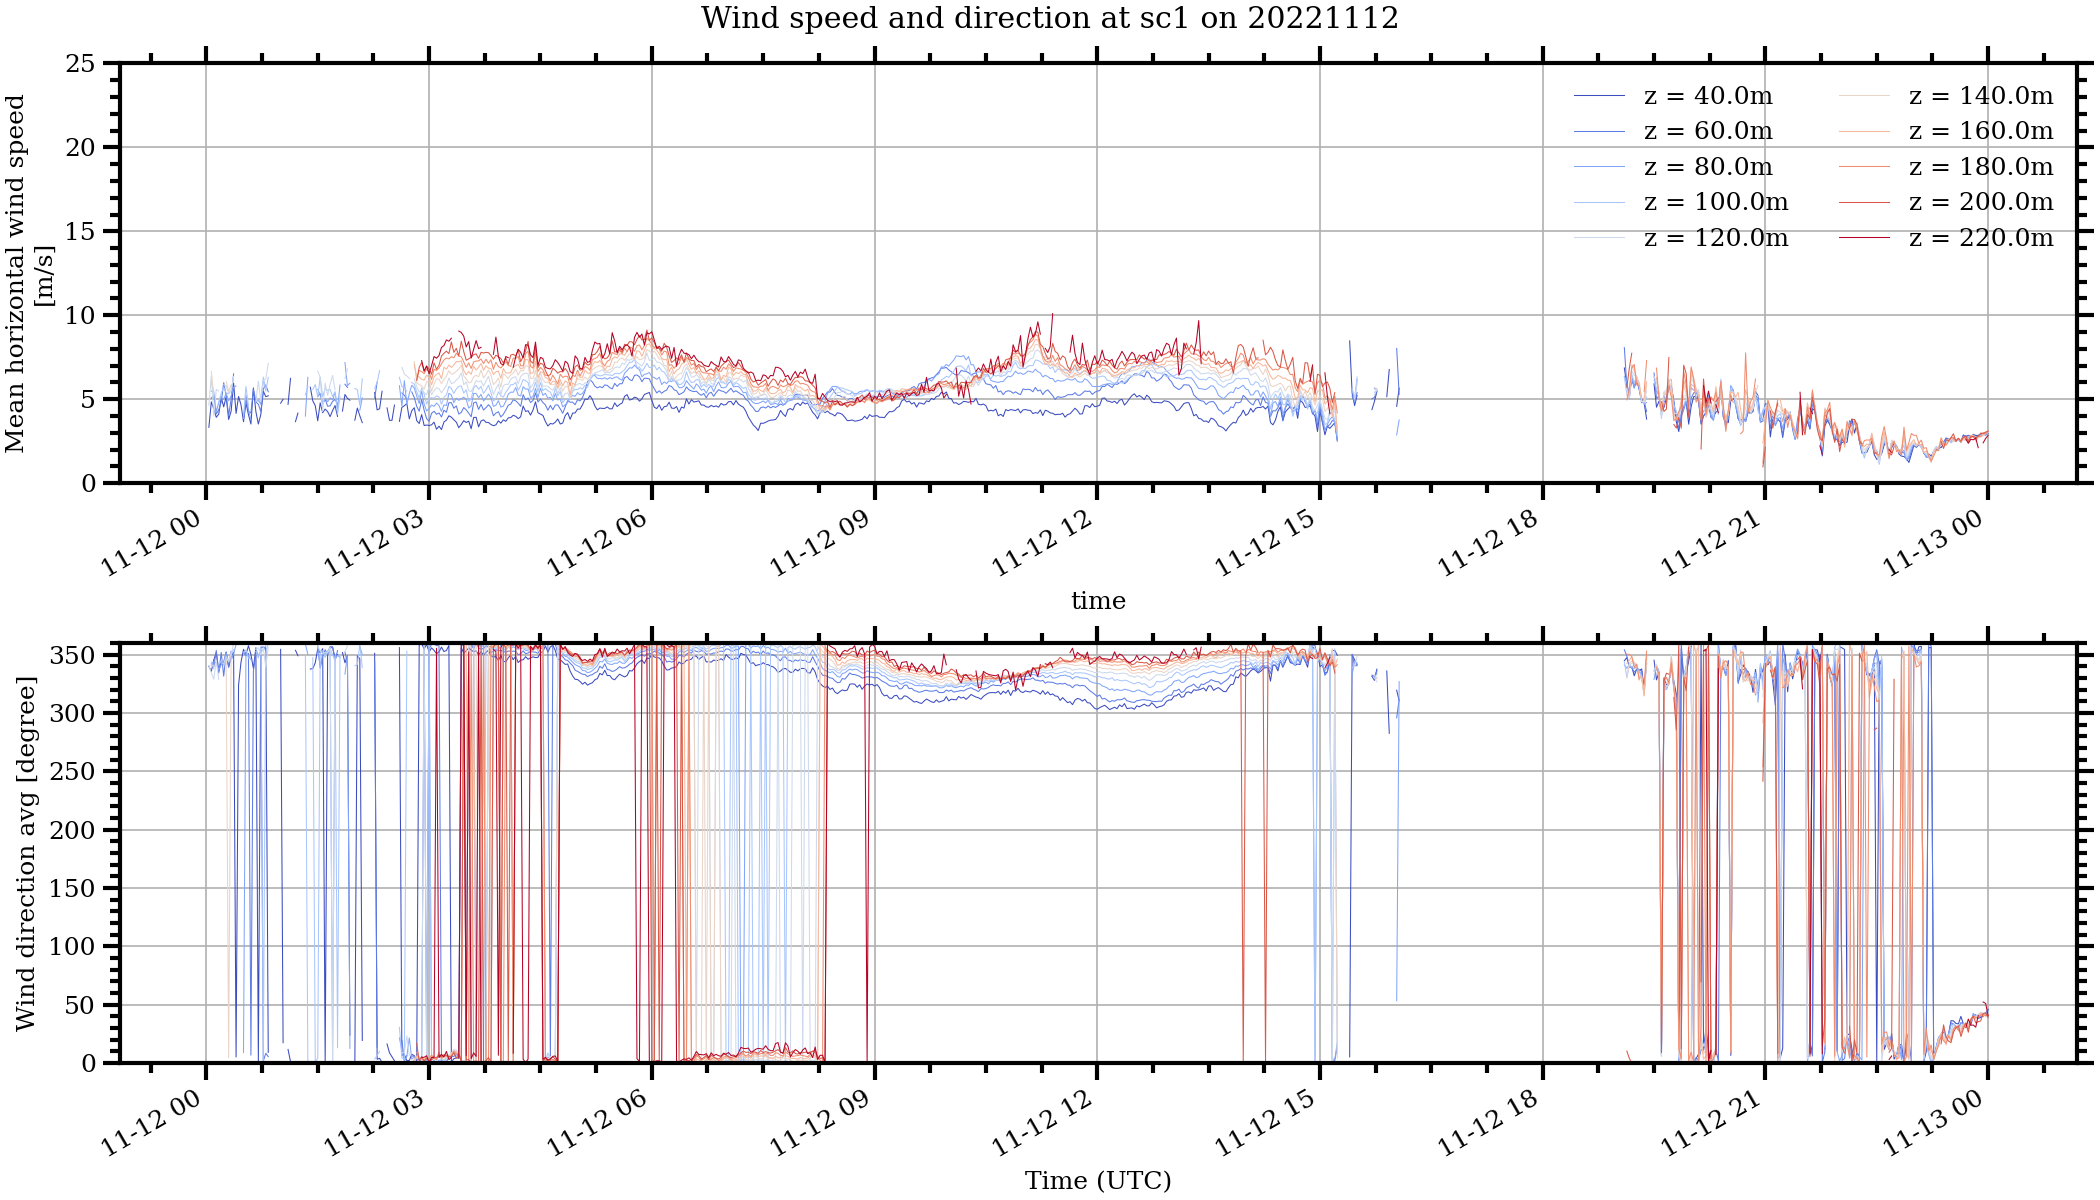 Wind speed and direction at sc1 on 20221112
Mean horizontal wind speed
[m/s]
25
20
15
10
5
0
z = 40.0m
z = 60.0m
z = 80.0m
z = 100.0m
z = 120.0m
z = 140.0m
z = 160.0m
z = 180.0m
z = 200.0m
z = 220.0m
11-12 00
11-12 03
11-12 06
11-12 09
11-12 12
11-12 15
11-12 18
11-12 21
11-13 00
time
Wind direction avg [degree]
350
300
250
200
150
100
50
0
11-12 00
11-12 03
11-12 06
11-12 09
11-12 12
11-12 15
11-12 18
11-12 21
11-13 00
Time (UTC)